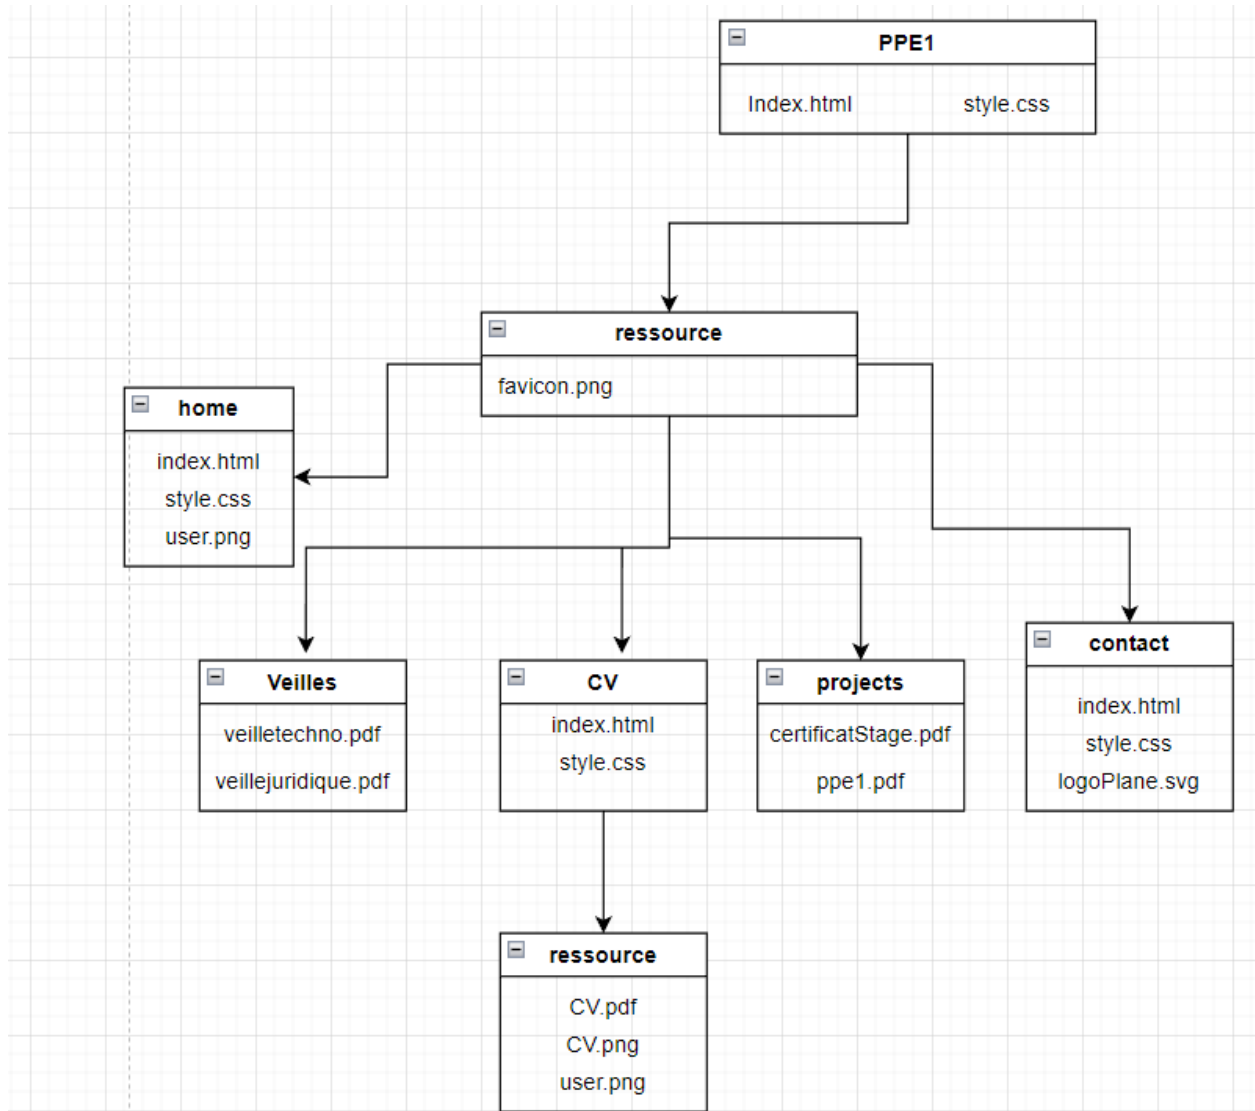 PPE1
Index.html style.css
ressource
favicon.png
home
index.html
style.css
user.png
Veilles
veilletechno.pdf
veillejuridique.pdf
CV
index.html
style.css
projects
certificatStage.pdf
ppe1.pdf
contact
index.html
style.css
logoPlane.svg
ressource
CV.pdf
CV.png
user.png